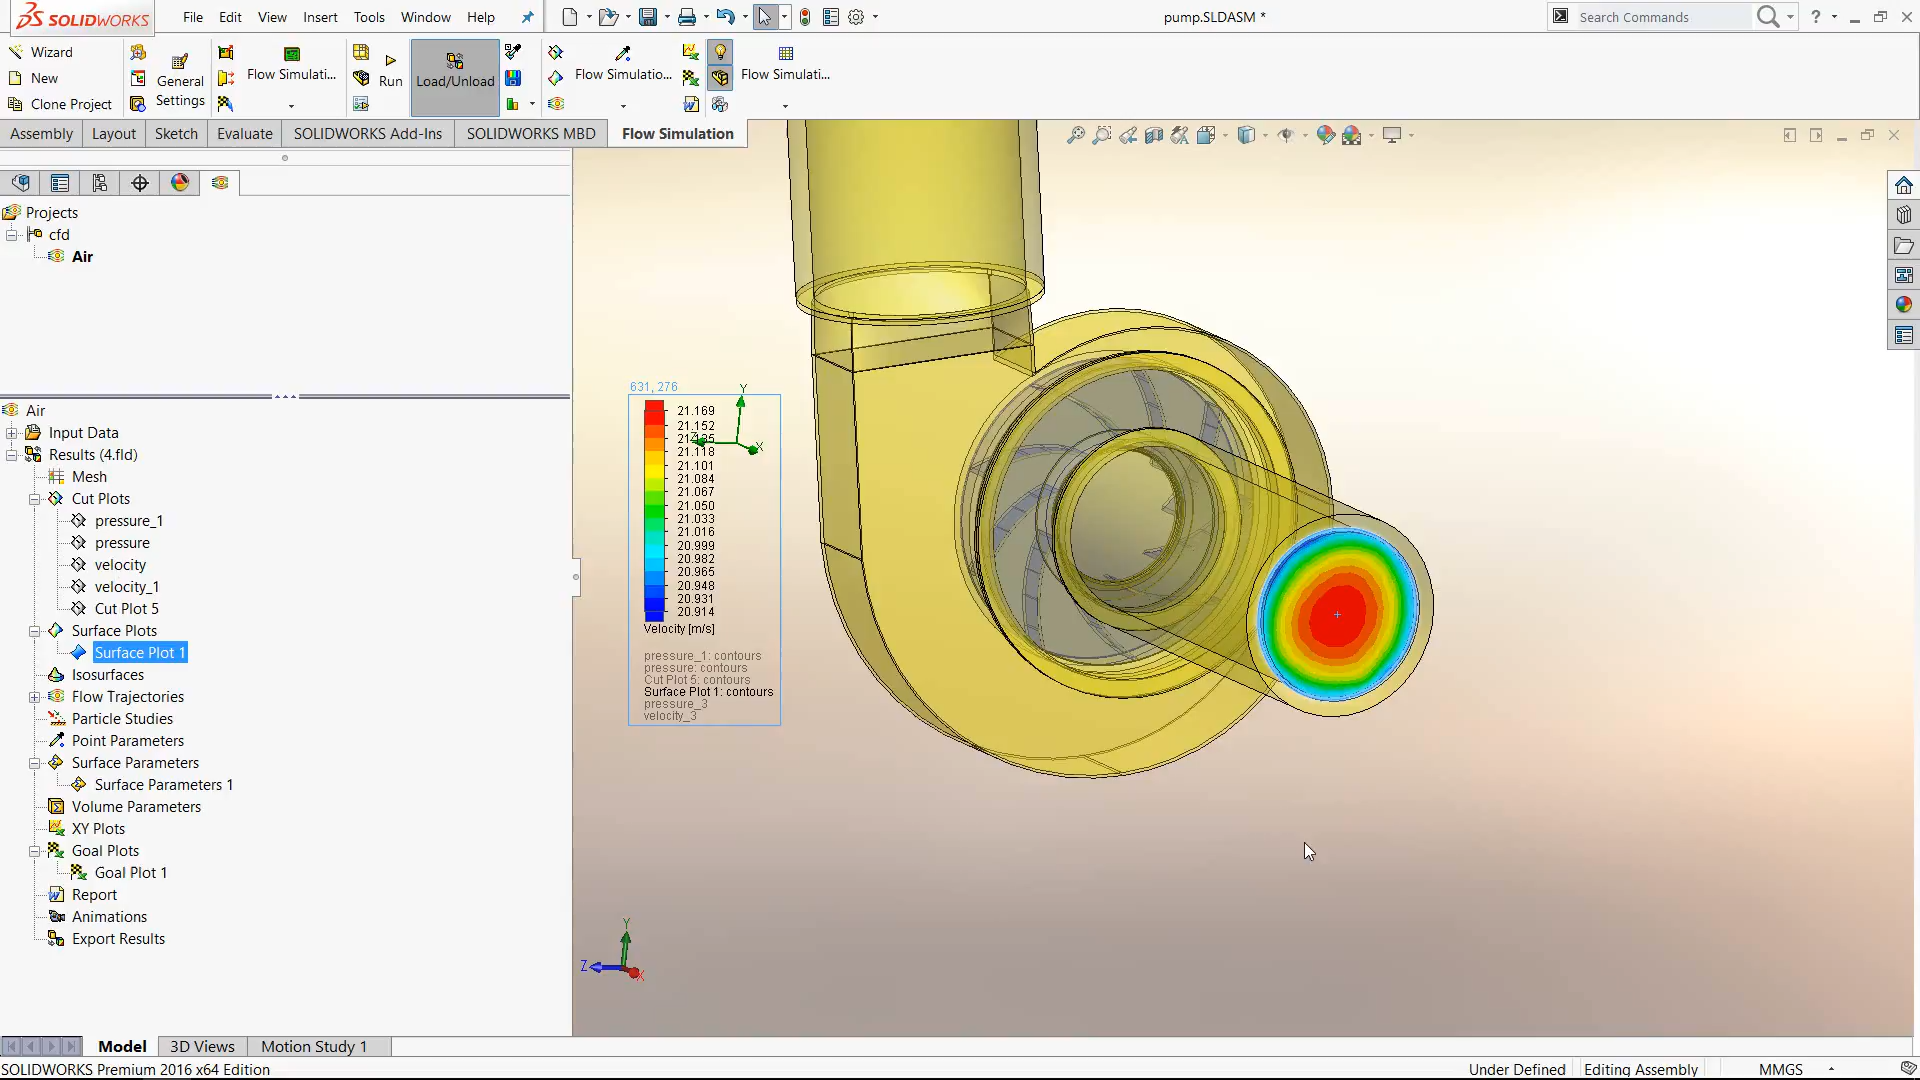 SOLIDWORKS
File Edit View Insert Tools Window Help
pump.SLDASM *
Search Commands
?
Wizard
New
Clone Project
General
Settings
Flow Simulati...
Run
Load/Unload
Flow Simulatio...
Flow Simulati...
Assembly
Layout
Sketch
Evaluate
SOLIDWORKS Add-Ins
SOLIDWORKS MBD
Flow Simulation
Projects
cfd
Air
Air
Input Data
Results (4.fld)
Mesh
Cut Plots
pressure_1
pressure
velocity
velocity_1
Cut Plot 5
Surface Plots
Surface Plot 1
Isosurfaces
Flow Trajectories
Particle Studies
Point Parameters
Surface Parameters
Surface Parameters 1
Volume Parameters
XY Plots
Goal Plots
Goal Plot 1
Report
Animations
Export Results
631, 276
21.169
21.152
21.135
21.118
21.101
21.084
21.067
21.050
21.033
21.016
20.999
20.982
20.965
20.948
20.931
20.914
Velocity [m/s]
pressure_1: contours
pressure: contours
Cut Plot 5: contours
Surface Plot 1: contours
pressure_3
velocity_3
Y
Z
X
Y
Z
X
Model
3D Views
Motion Study 1
SOLIDWORKS Premium 2016 x64 Edition
Under Defined
Editing Assembly
MMGS